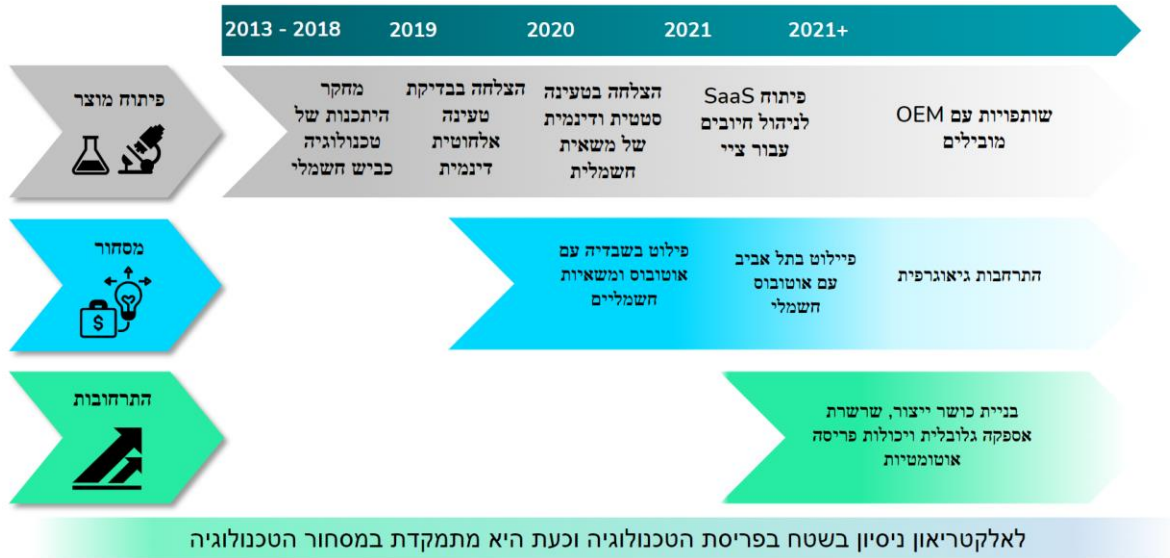 2013 - 2018
2019
2020
2021
2021+
פיתוח מוצר
מחקר
היתכנות של
טכנולוגיה
כביש חשמלי
הצלחה בבדיקת
טעינה
אלחוטית
דינמית
הצלחה בטעינה
סטטית ודינמית
של משאית
חשמלית
פיתוח SaaS
לניהול חיובים
עבור ציי
שותפויות עם OEM
מובילים
מסחור
$
פילוט בשבדיה עם
אוטובוס ומשאיות
חשמליים
פיילוט בתל אביב
עם אוטובוס
חשמלי
התרחבות גיאוגרפית
התרחבות
בניית כושר ייצור, שרשרת
אספקה גלובלית ויכולות פריסה
אוטומטיות
לאלקטריאון ניסיון בשטח בפריסת הטכנולוגיה וכעת היא מתמקדת במסחור הטכנולוגיה